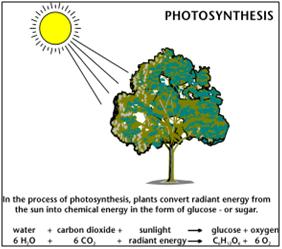 PHOTOSYNTHESIS
In the process of photosynthesis, plants convert radiant energy from
the sun into chemical energy in the form of glucose - or sugar.
water + carbon dioxide + sunlight → glucose + oxygen
6 H₂O + 6 CO₂ + radiant energy → C₆H₁₂O₆ + 6 O₂